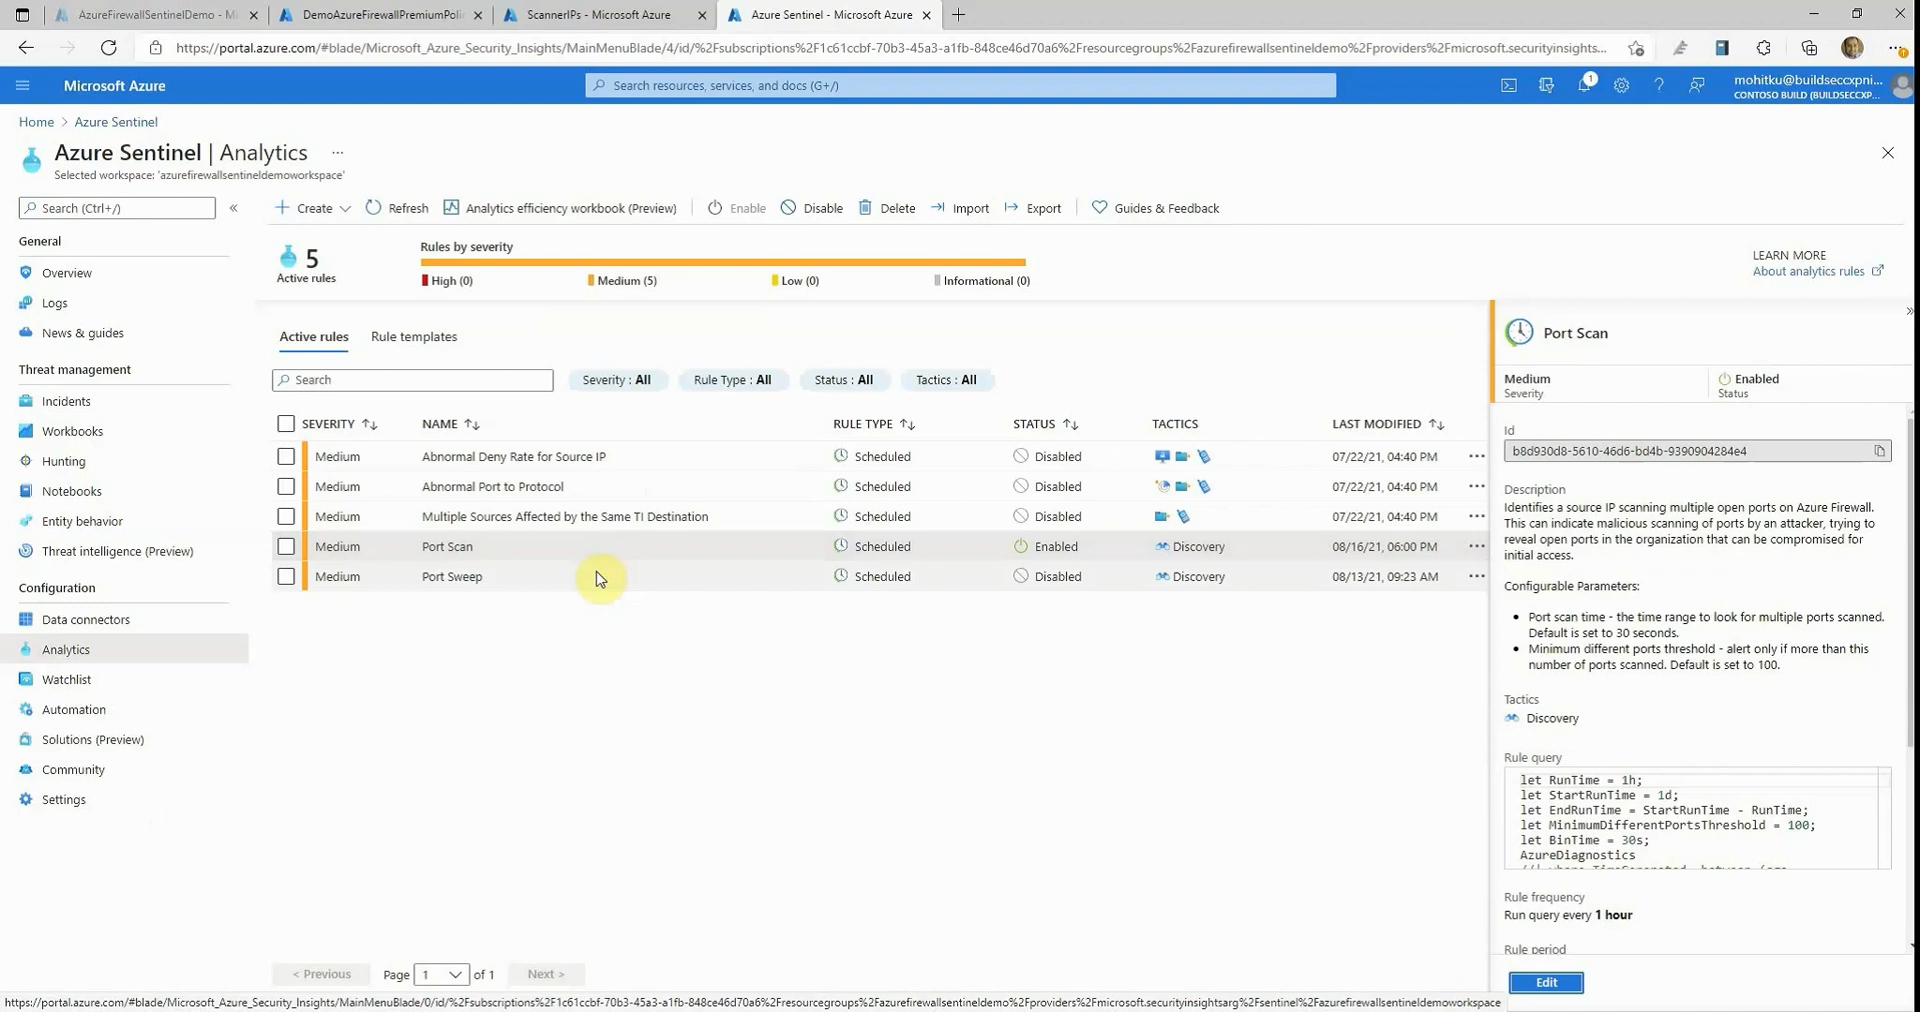 AzureFirewallSentinelDemo - Mi
DemoAzureFirewallPremiumPoli
ScannerIPs - Microsoft Azure
Azure Sentinel - Microsoft Azure
https://portal.azure.com/#blade/Microsoft_Azure_Security_Insights/MainMenuBlade/4/id/%2Fsubscriptions%2F1c61ccbf-70b3-45a3-a1fb-848ce46d70a6%2Fresourcegroups%2Fazurefirewallsentineldemo%2Fproviders%2Fmicrosoft.securityinsights...
Microsoft Azure
Search resources, services, and docs (G+/)
1
mohitku@buildseccxpni...
CONTOSO BUILD (BUILDSECCXP...
Home > Azure Sentinel
Azure Sentinel | Analytics ...
Selected workspace: 'azurefirewallsentineldemoworkspace'
Search (Ctrl+/)
«
Create
Refresh
Analytics efficiency workbook (Preview)
Enable
Disable
Delete
Import
Export
Guides & Feedback
General
Overview
Logs
News & guides
Threat management
Incidents
Workbooks
Hunting
Notebooks
Entity behavior
Threat intelligence (Preview)
Configuration
Data connectors
Analytics
Watchlist
Automation
Solutions (Preview)
Community
Settings
5
Active rules
Rules by severity
High (0)
Medium (5)
Low (0)
Informational (0)
LEARN MORE
About analytics rules
Active rules
Rule templates
Search
Severity : All
Rule Type : All
Status : All
Tactics : All
SEVERITY NAME RULE TYPE STATUS TACTICS LAST MODIFIED
Medium Abnormal Deny Rate for Source IP Scheduled Disabled 07/22/21, 04:40 PM ...
Medium Abnormal Port to Protocol Scheduled Disabled 07/22/21, 04:40 PM ...
Medium Multiple Sources Affected by the Same TI Destination Scheduled Disabled 07/22/21, 04:40 PM ...
Medium Port Scan Scheduled Enabled Discovery 08/16/21, 06:00 PM ...
Medium Port Sweep Scheduled Disabled Discovery 08/13/21, 09:23 AM ...
< Previous
Page 1 of 1
Next >
»
Port Scan
Medium
Severity
Enabled
Status
Id
b8d930d8-5610-46d6-bd4b-9390904284e4
Description
Identifies a source IP scanning multiple open ports on Azure Firewall.
This can indicate malicious scanning of ports by an attacker, trying to
reveal open ports in the organization that can be compromised for
initial access.
Configurable Parameters:
• Port scan time - the time range to look for multiple ports scanned.
Default is set to 30 seconds.
• Minimum different ports threshold - alert only if more than this
number of ports scanned. Default is set to 100.
Tactics
Discovery
Rule query
let RunTime = 1h;
let StartRunTime = 1d;
let EndRunTime = StartRunTime - RunTime;
let MinimumDifferentPortsThreshold = 100;
let BinTime = 30s;
AzureDiagnostics
Rule frequency
Run query every 1 hour
Rule period
Edit
https://portal.azure.com/#blade/Microsoft_Azure_Security_Insights/MainMenuBlade/0/id/%2Fsubscriptions%2F1c61ccbf-70b3-45a3-a1fb-848ce46d70a6%2Fresourcegroups%2Fazurefirewallsentineldemo%2Fproviders%2Fmicrosoft.securityinsightsarg%2Fsentinel%2Fazurefirewallsentineldemoworkspace